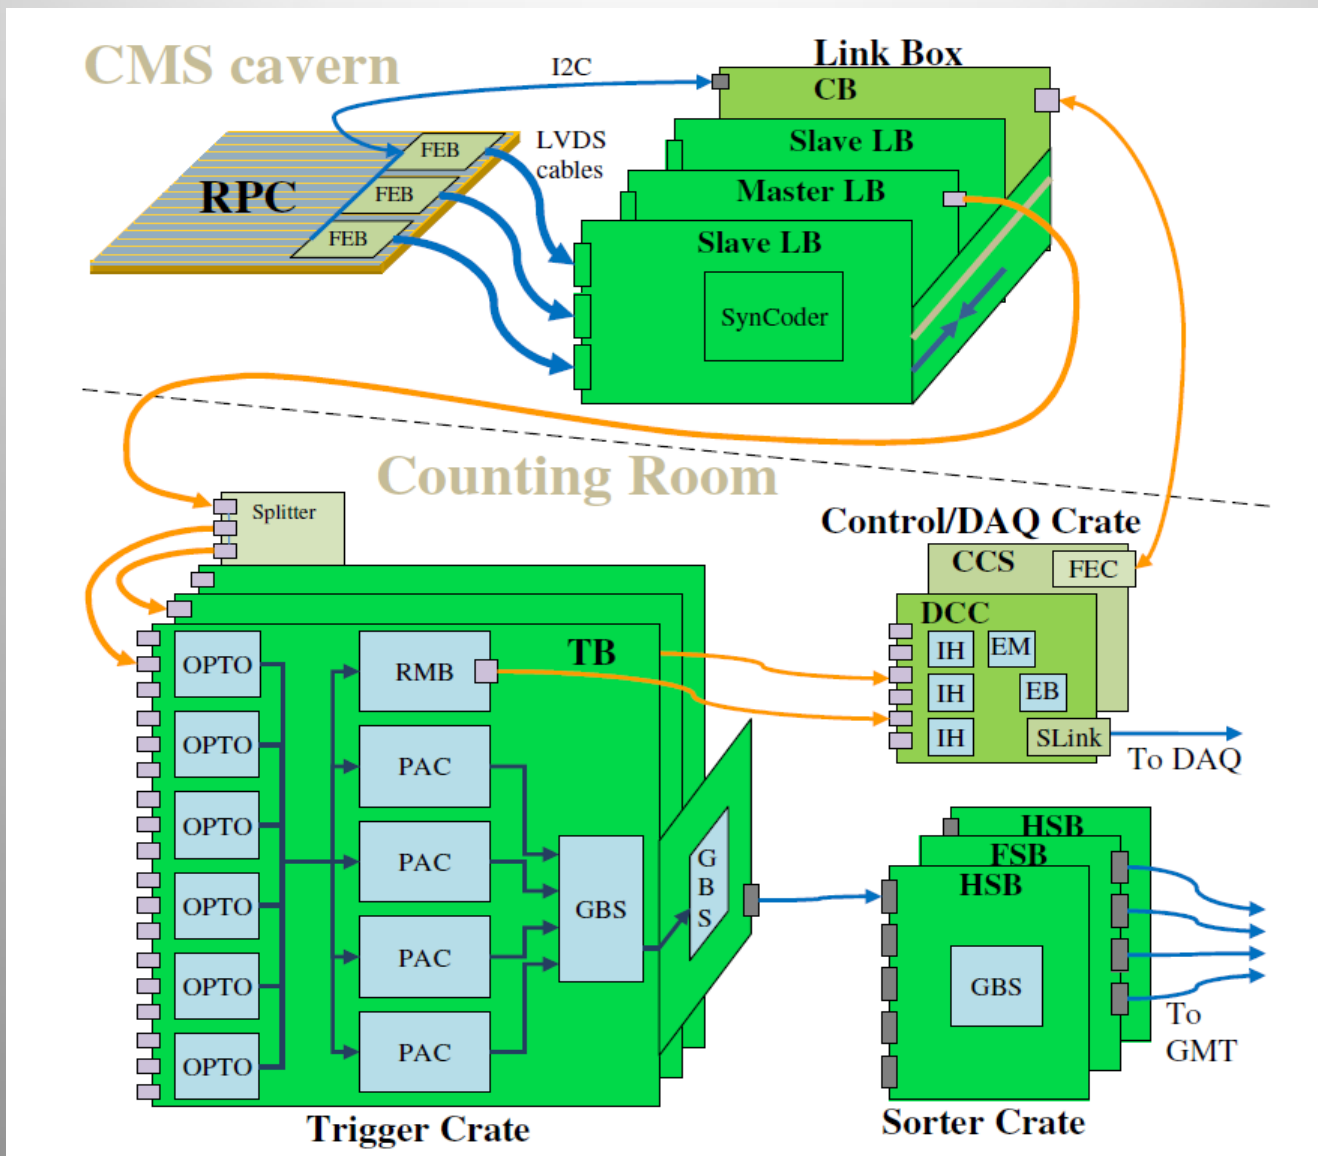 CMS cavern
I2C
Link Box
CB
Slave LB
Master LB
Slave LB
SynCoder
LVDS
cables
FEB
FEB
FEB
RPC
Counting Room
Splitter
Control/DAQ Crate
CCS
FEC
DCC
IH
EM
IH
EB
IH
SLink
To DAQ
TB
OPTO
OPTO
OPTO
OPTO
OPTO
OPTO
RMB
PAC
PAC
PAC
PAC
GBS
G
B
S
Trigger Crate
HSB
FSB
HSB
GBS
To
GMT
Sorter Crate